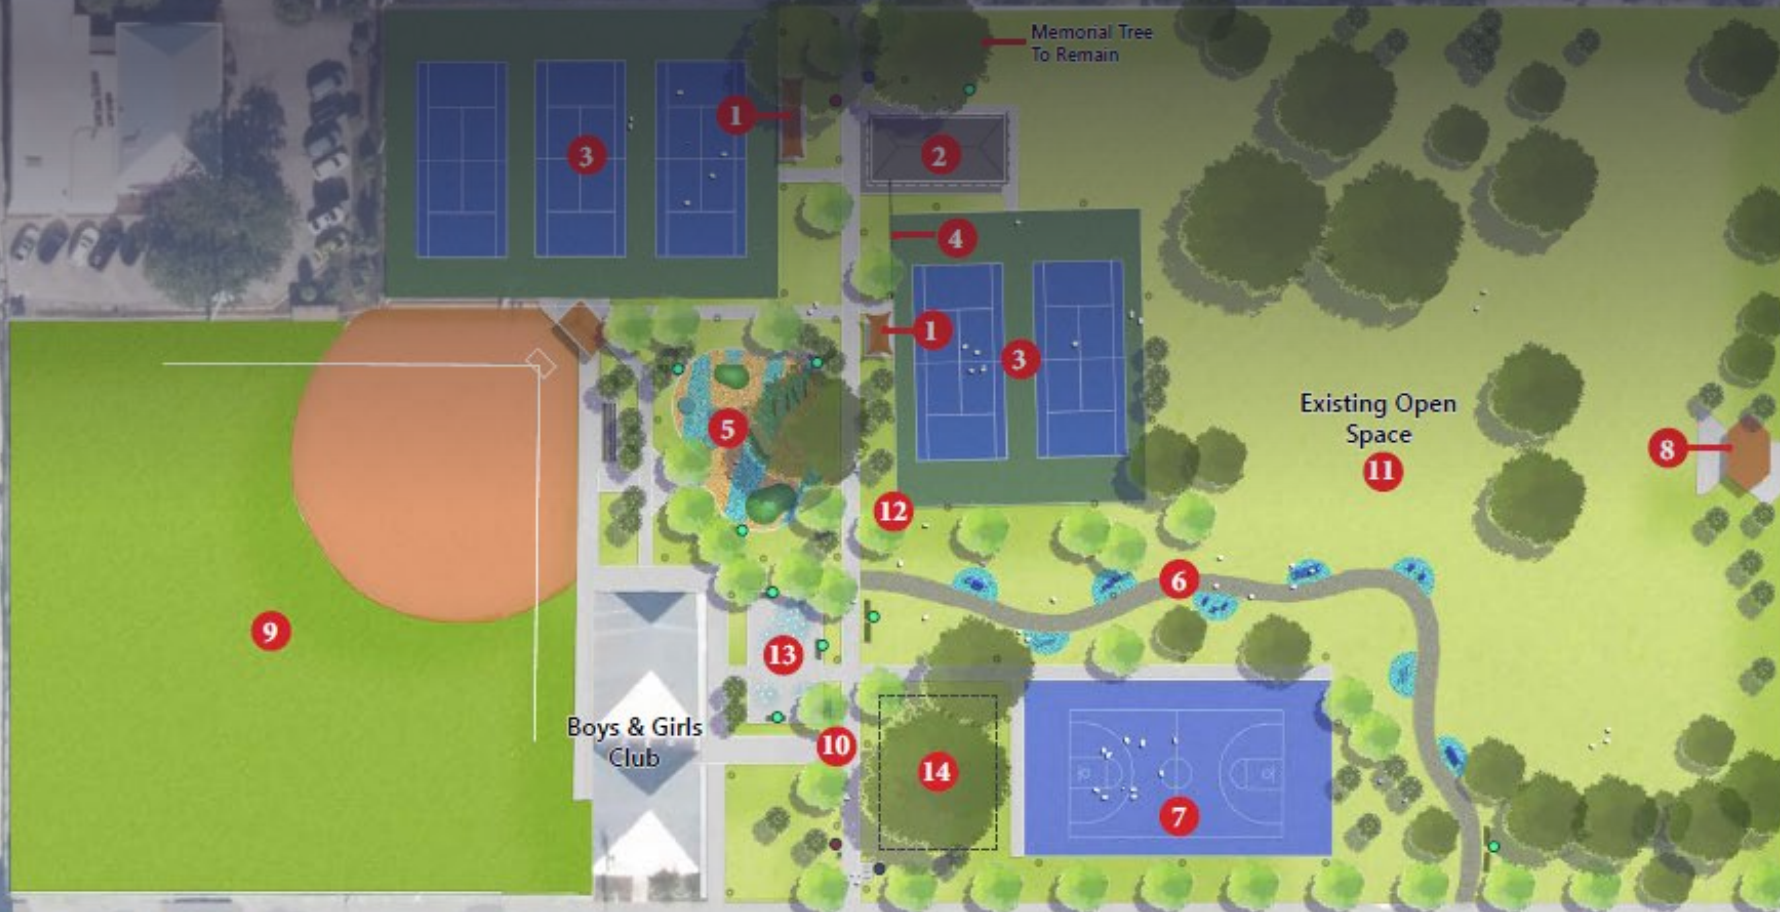 Memorial Tree
To Remain
1
3
2
4
1
3
Existing Open
Space
5
8
11
12
6
9
13
Boys & Girls
Club
10
14
7